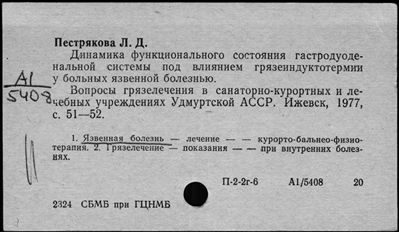 Пестрякова Л. Д.
Динамика функционального состояния гастродуоде-
нальной системы под влиянием грязеиндуктотермии
у больных язвенной болезнью.
А1
5408
Вопросы грязелечения в санаторно-курортных и ле-
чебных учреждениях Удмуртской АССР. Ижевск, 1977,
с. 51—52.
1. Язвенная болезнь — лечение — — курорто-бальнео-физио-
терапия. 2. Грязелечение — показания — — при внутренних болез-
нях.
П-2-2г-6 А1/5408 20
2324 СБМБ при ГЦНМБ